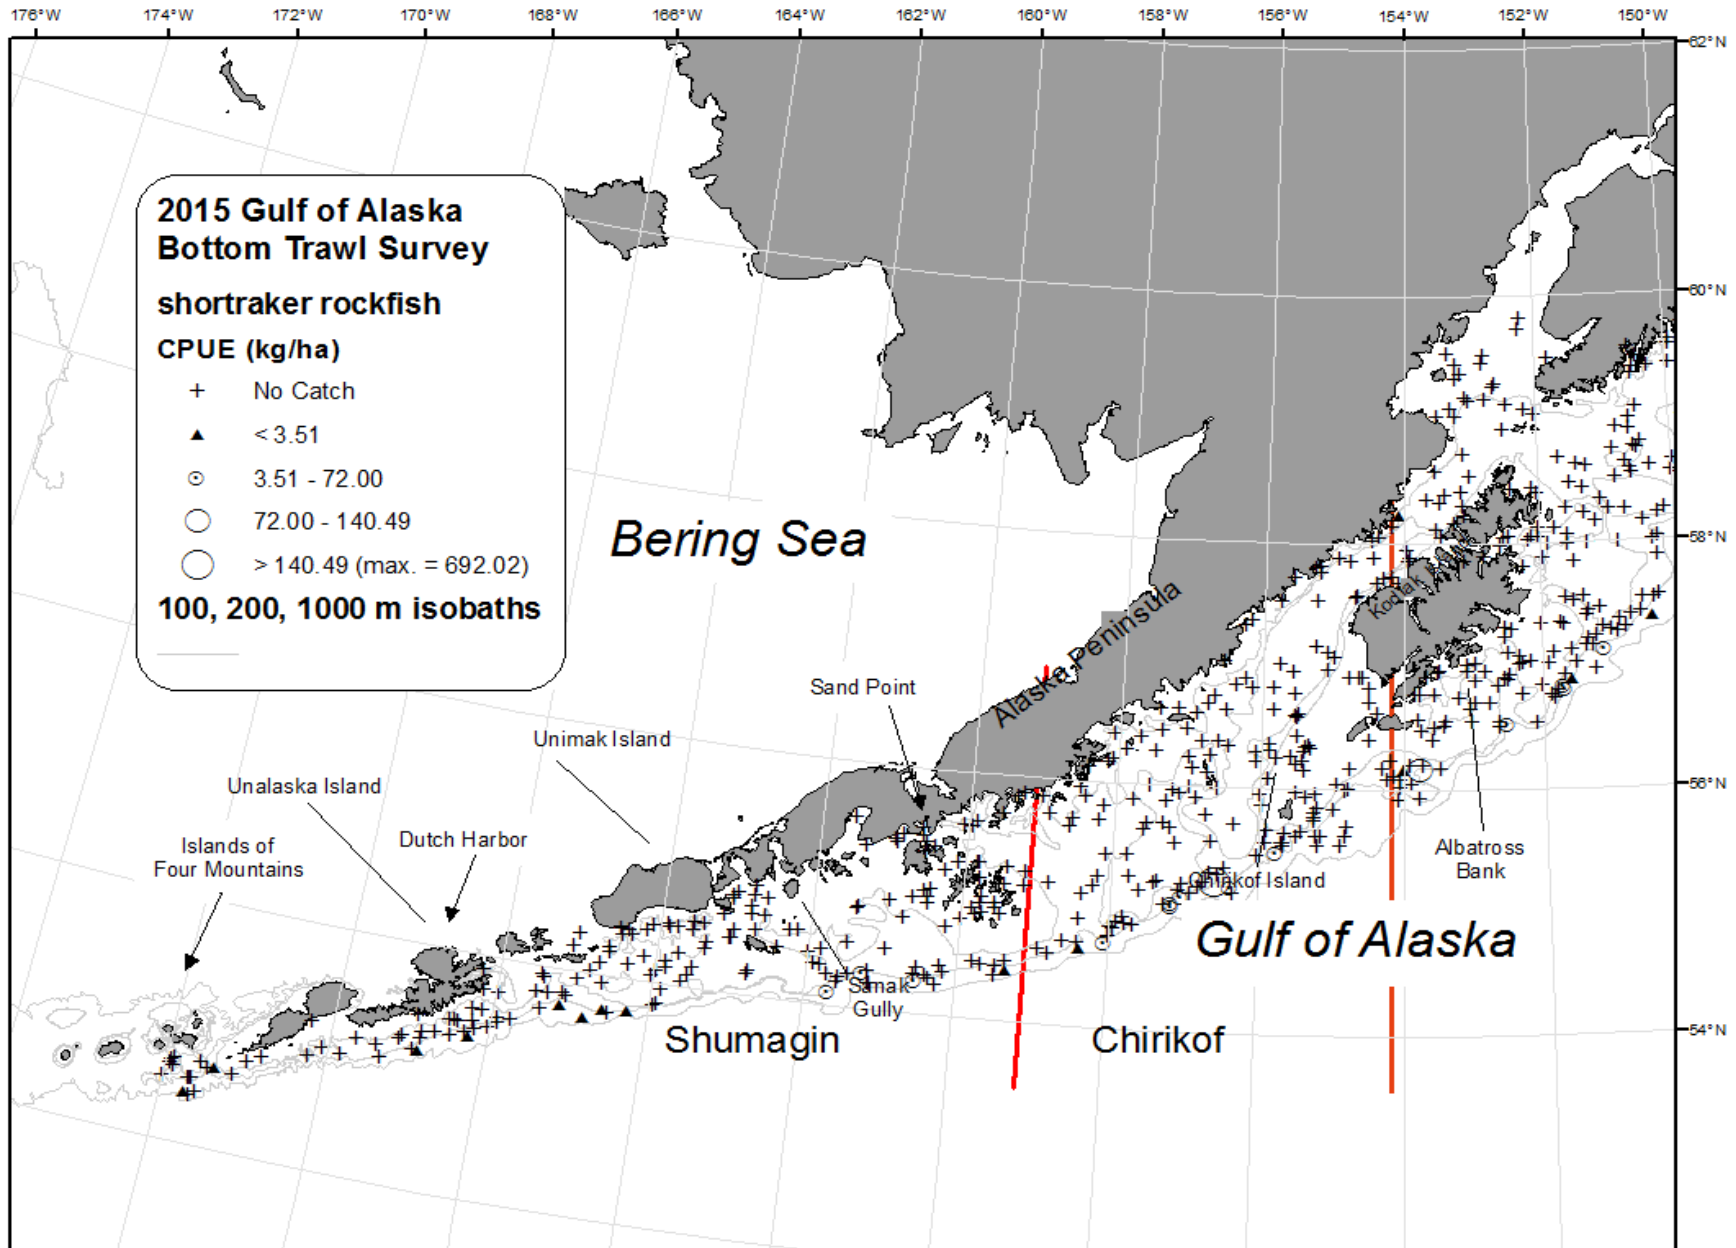 176°W 174°W 172°W 170°W 168°W 166°W 164°W 162°W 160°W 158°W 156°W 154°W 152°W 150°W
62°N
2015 Gulf of Alaska
Bottom Trawl Survey
shortraker rockfish
CPUE (kg/ha)
No Catch
< 3.51
3.51 - 72.00
72.00 - 140.49
> 140.49 (max. = 692.02)
100, 200, 1000 m isobaths
60°N
Bering Sea
58°N
Kodiak
Alaska Peninsula
Sand Point
Unimak Island
Unalaska Island
56°N
Islands of
Four Mountains
Dutch Harbor
Albatross
Bank
Chirikof Island
Gulf of Alaska
Sanak
Gully
Shumagin
Chirikof
54°N